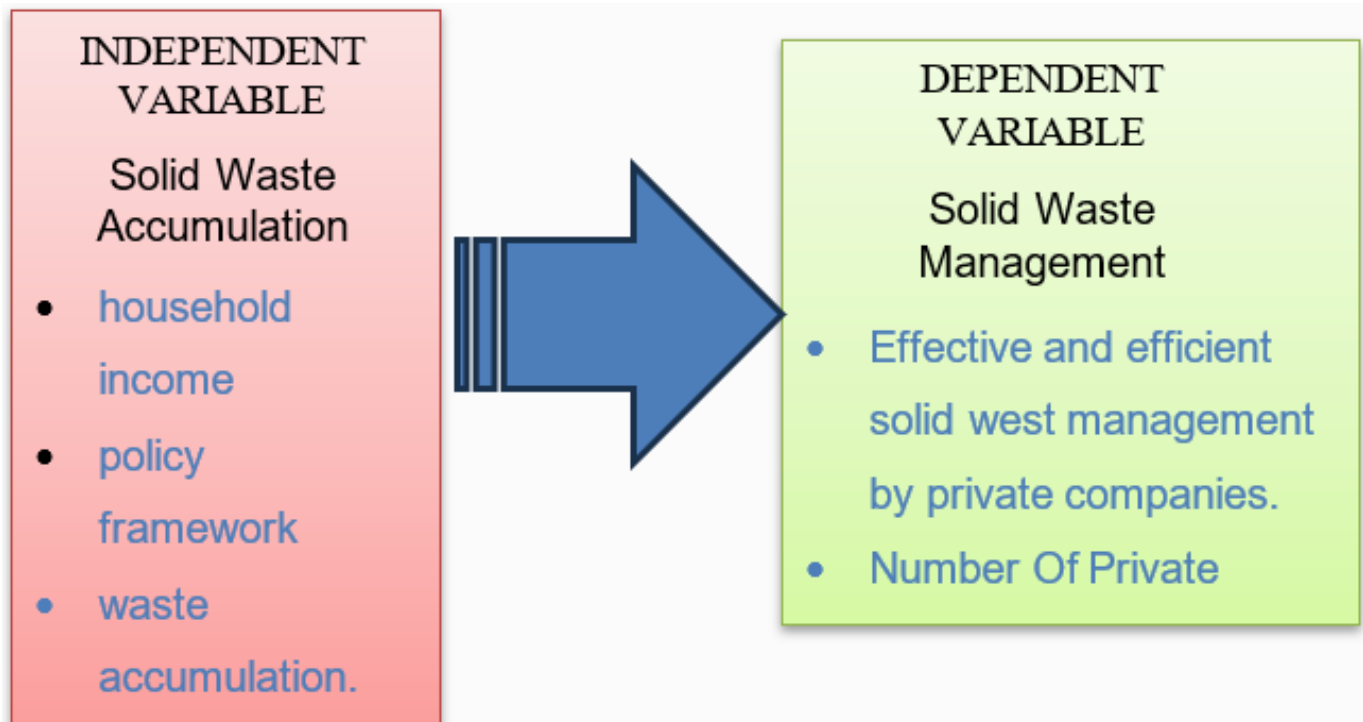 INDEPENDENT
VARIABLE
Solid Waste
Accumulation
• household
income
• policy
framework
• waste
accumulation.
DEPENDENT
VARIABLE
Solid Waste
Management
• Effective and efficient
solid west management
by private companies.
• Number Of Private